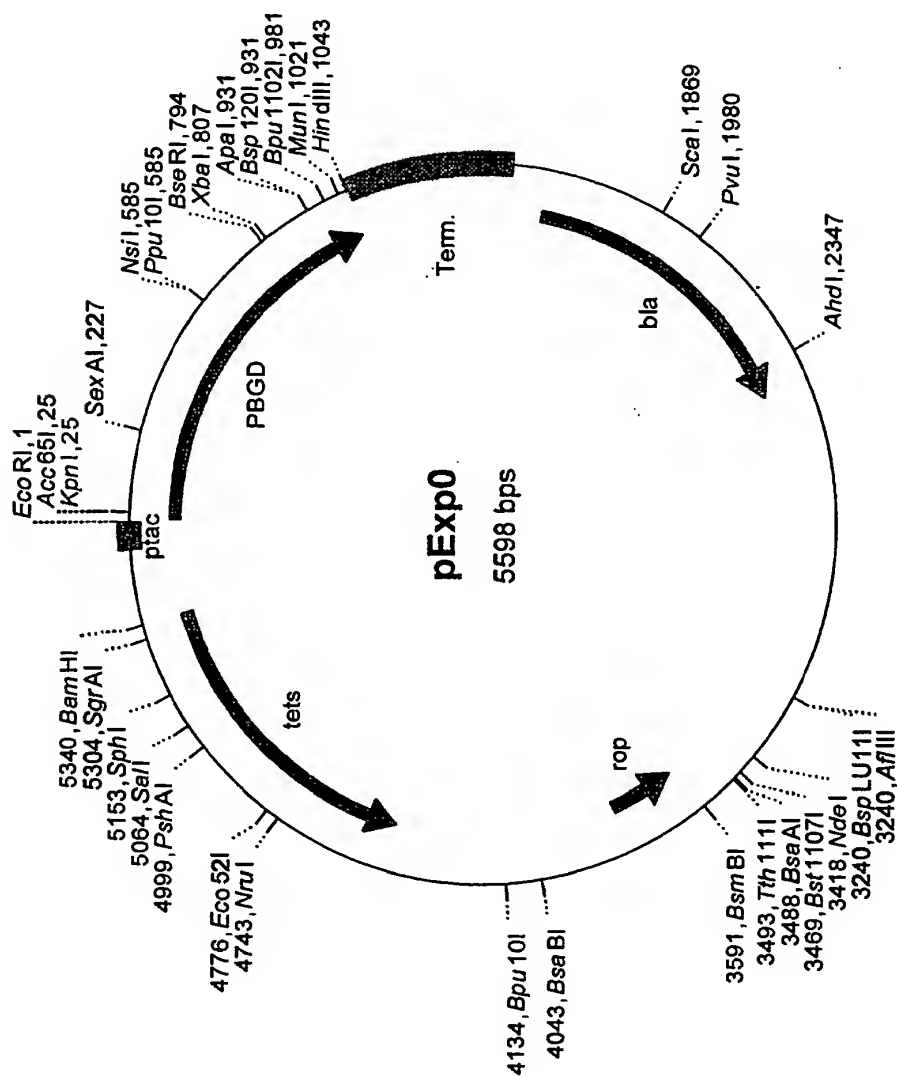 EcoRI,1
Acc65I,25
KpnI,25
SexAI,227
NsiI,585
Ppu10I,585
BseRI,794
XbaI,807
ApaI,931
Bsp120I,931
Bpu1102I,981
MunI,1021
HindIII,1043
ScaI,1869
PvuI,1980
AhdI,2347
3240,AflIII
3240,BspLU11I
3418,NdeI
3469,Bst1107I
3488,BsaAI
3493,Tth111I
3591,BsmBI
4043,BsaBI
4134,Bpu10I
4743,NruI
4776,Eco52I
4999,PshAI
5064,SalI
5153,SphI
5304,SgrAI
5340,BamHI
ptac
PBGD
Term.
bla
rop
tets
pExp0
5598 bps